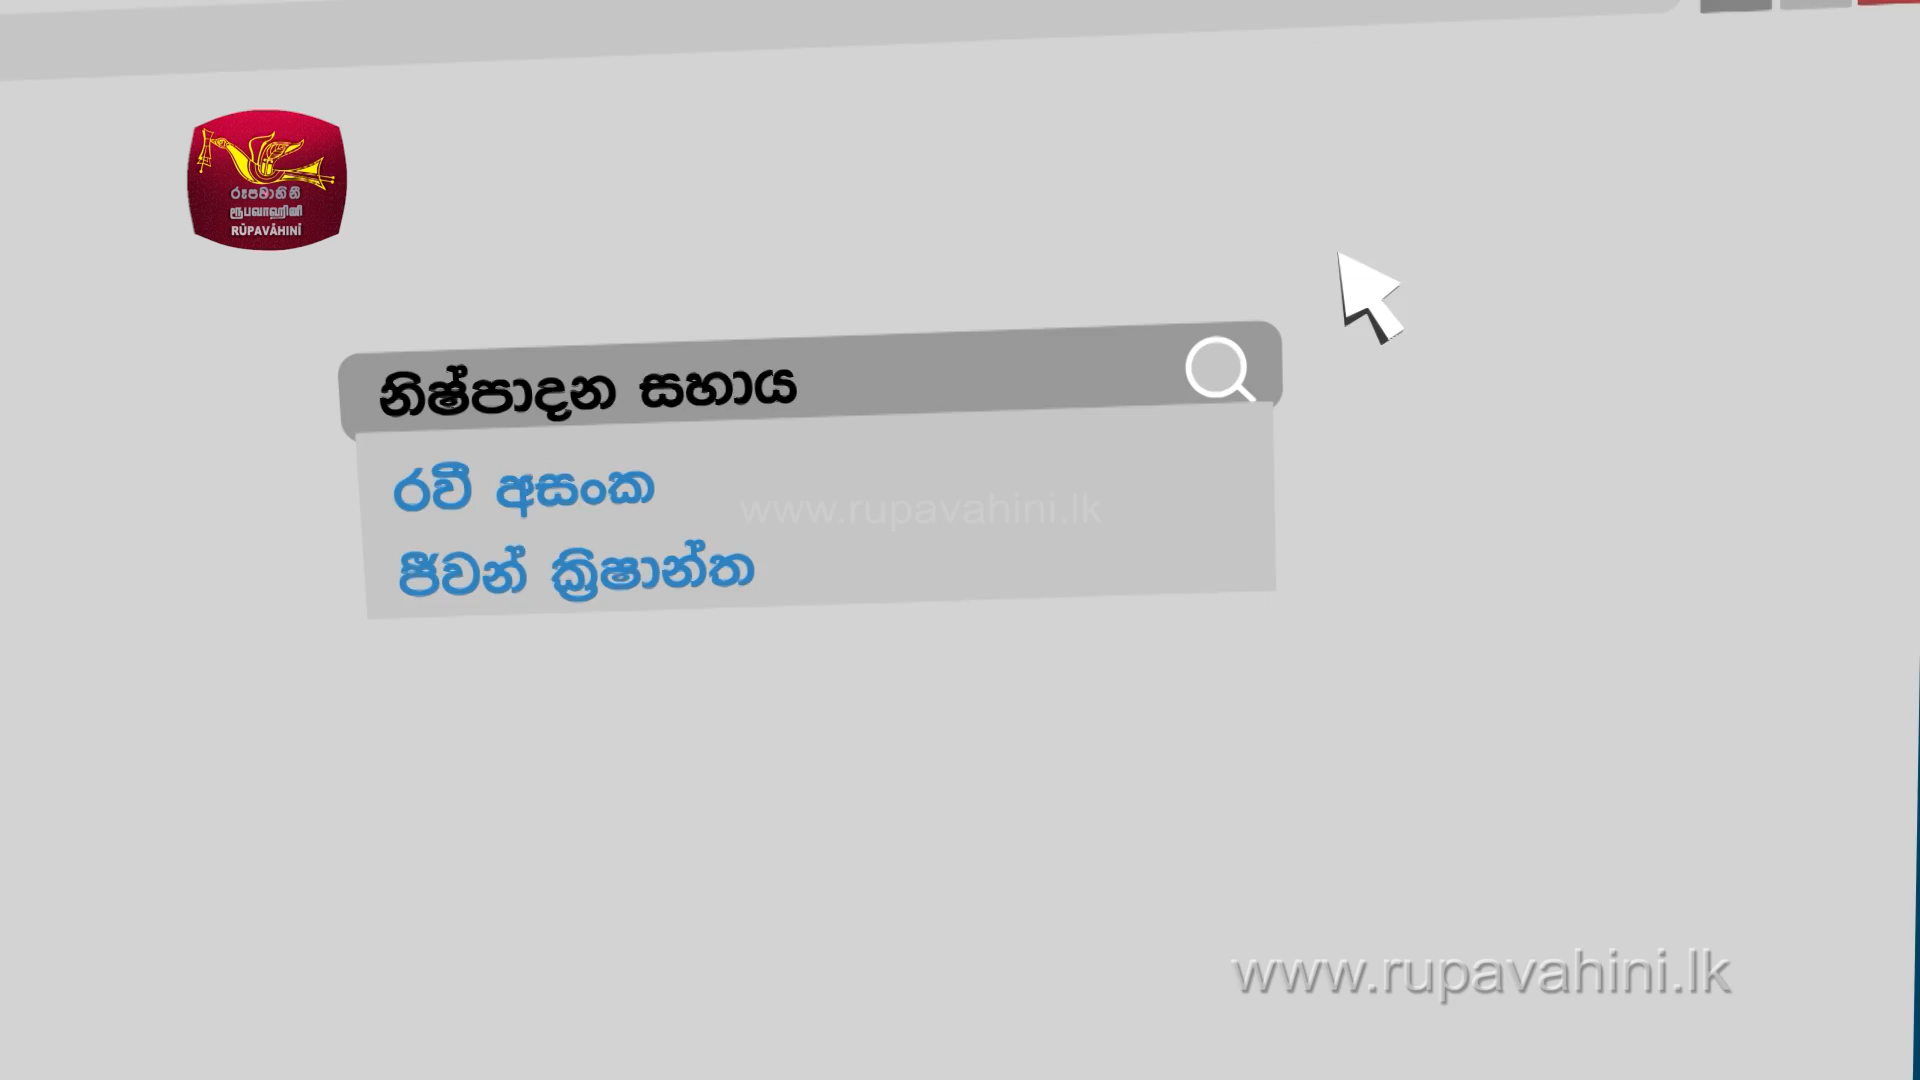 රූපවාහිනී
ரூபவாஹினி
RŪPAVĀHINĪ
නිෂ්පාදන සහාය
රවී අසංක
www.rupavahini.lk
ජීවන් ක්‍රිෂාන්ත
www.rupavahini.lk